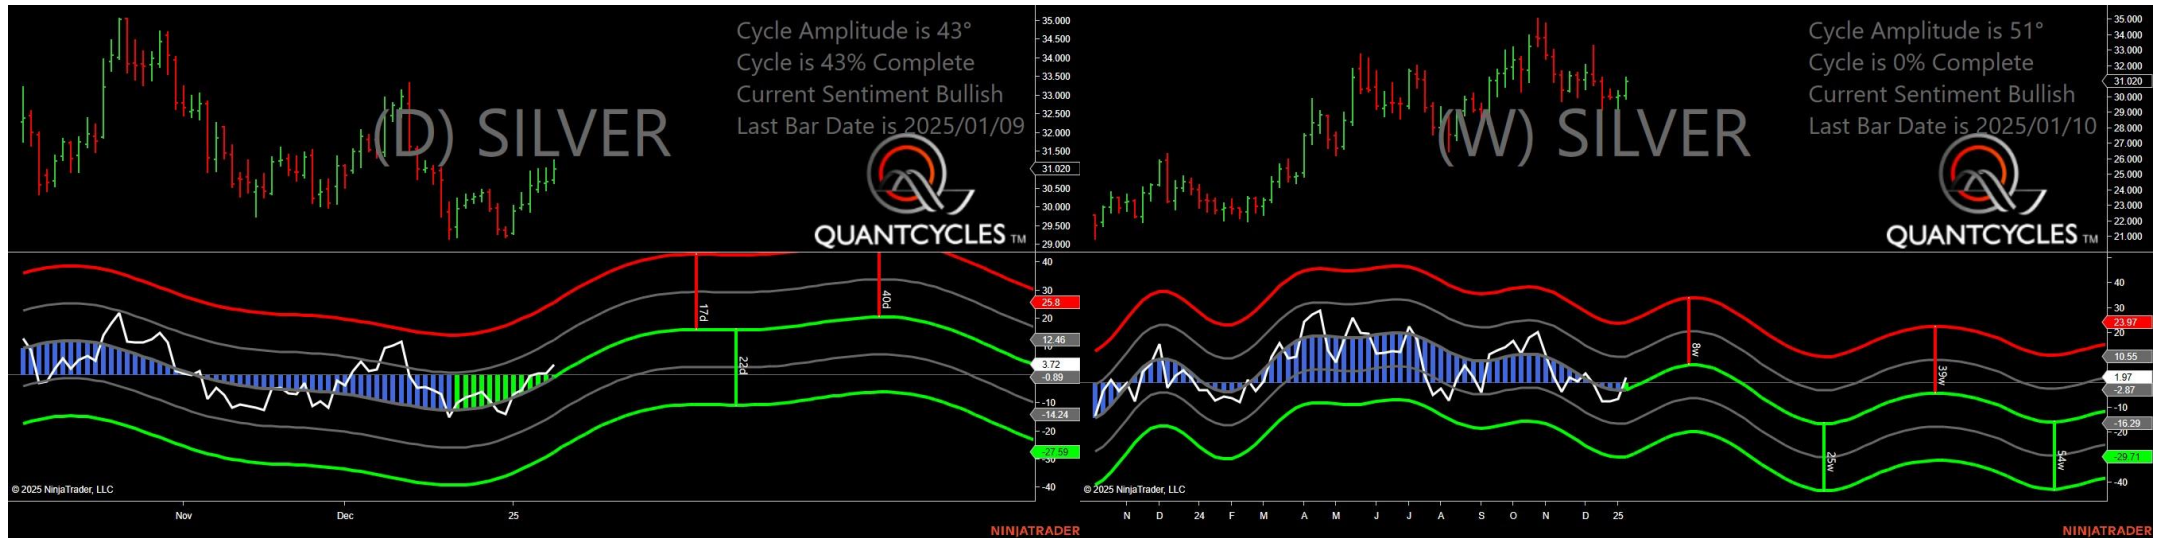 Cycle Amplitude is 43°
Cycle is 43% Complete
Current Sentiment Bullish
Last Bar Date is 2025/01/09
(D) SILVER
QUANTCYCLES TM
35.000
34.500
34.000
33.500
33.000
32.500
32.000
31.500
31.020
30.500
30.000
29.500
29.000
17d
40d
22d
40
30
25.8
20
12.46
3.72
-0.89
-10
-14.24
-20
-27.59
-40
© 2025 NinjaTrader, LLC
Nov
Dec
25
NINJATRADER
Cycle Amplitude is 51°
Cycle is 0% Complete
Current Sentiment Bullish
Last Bar Date is 2025/01/10
(W) SILVER
QUANTCYCLES TM
35.000
34.000
33.000
32.000
31.020
30.000
29.000
28.000
27.000
26.000
25.000
24.000
23.000
22.000
21.000
8w
39w
25w
54w
40
30
23.97
20
10.55
1.97
-2.87
-10
-16.29
-20
-29.71
-40
© 2025 NinjaTrader, LLC
N D 24 F M A M J J A S O N D 25
NINJATRADER